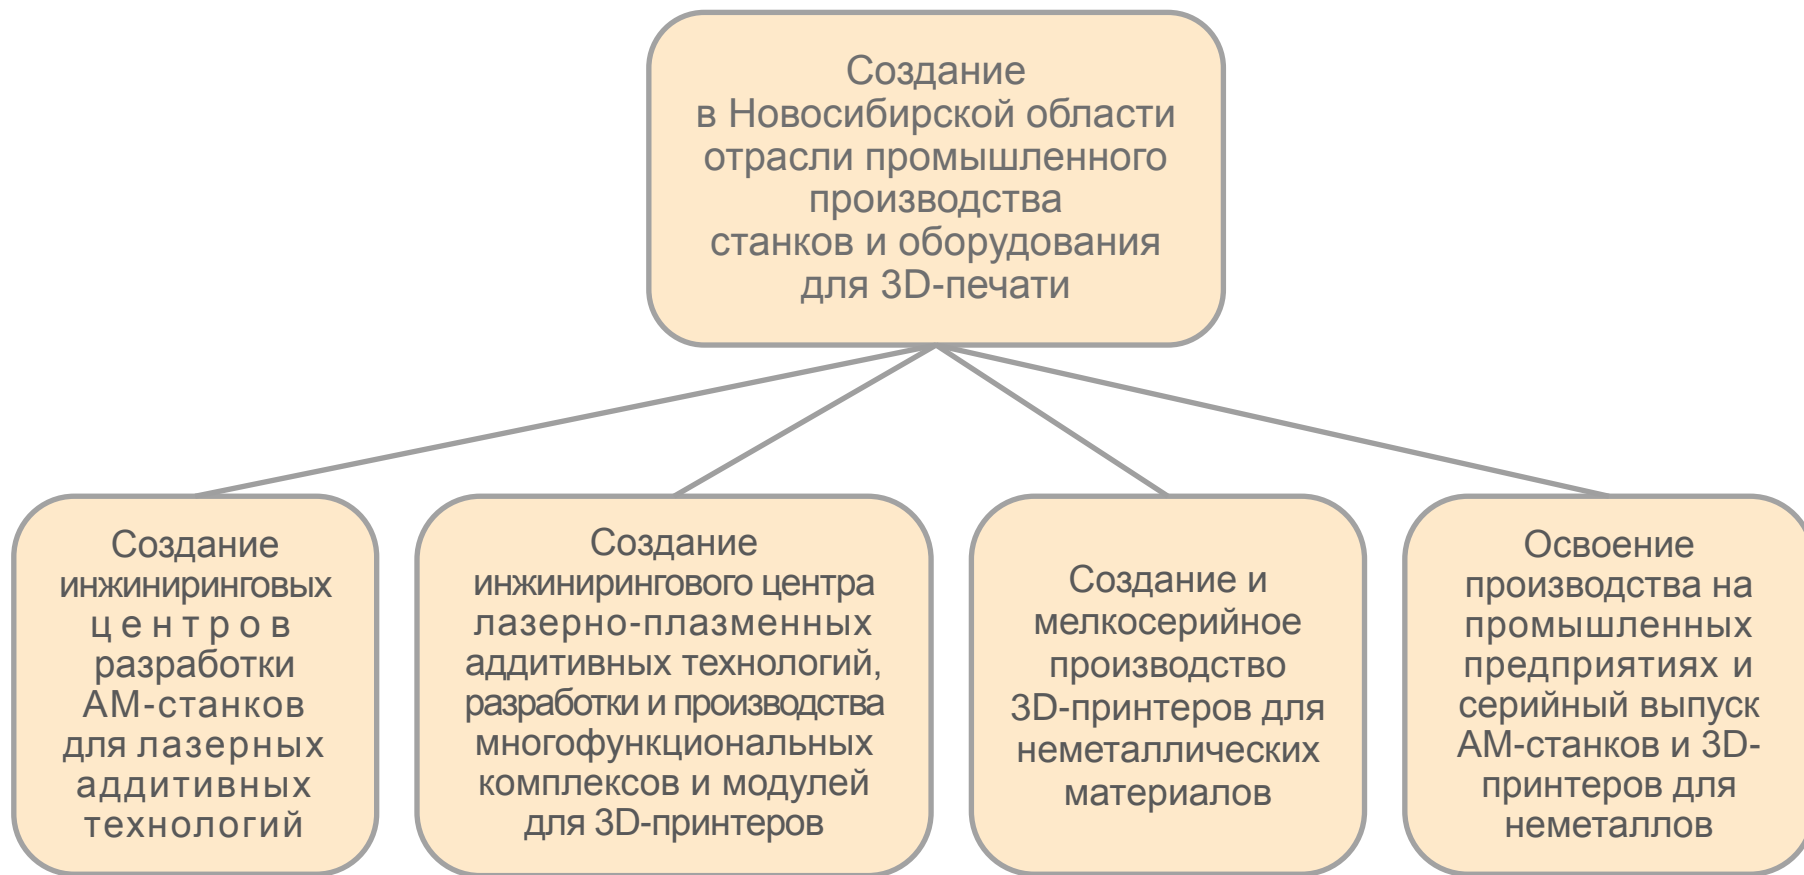 Создание
в Новосибирской области
отрасли промышленного
производства
станков и оборудования
для 3D-печати
Создание
инжиниринговых
центров
разработки
АМ-станков
для лазерных
аддитивных
технологий
Создание
инжинирингового центра
лазерно-плазменных
аддитивных технологий,
разработки и производства
многофункциональных
комплексов и модулей
для 3D-принтеров
Создание и
мелкосерийное
производство
3D-принтеров для
неметаллических
материалов
Освоение
производства на
промышленных
предприятиях и
серийный выпуск
АМ-станков и 3D-
принтеров для
неметаллов